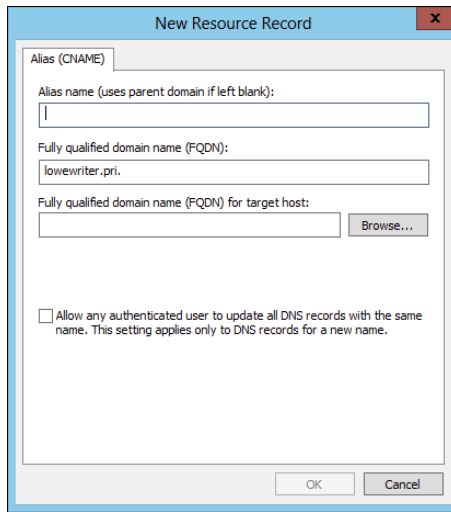 New Resource Record
x
Alias (CNAME)
Alias name (uses parent domain if left blank):
Fully qualified domain name (FQDN):
lowewriter.pri.
Fully qualified domain name (FQDN) for target host:
Browse...
Allow any authenticated user to update all DNS records with the same
name. This setting applies only to DNS records for a new name.
OK Cancel